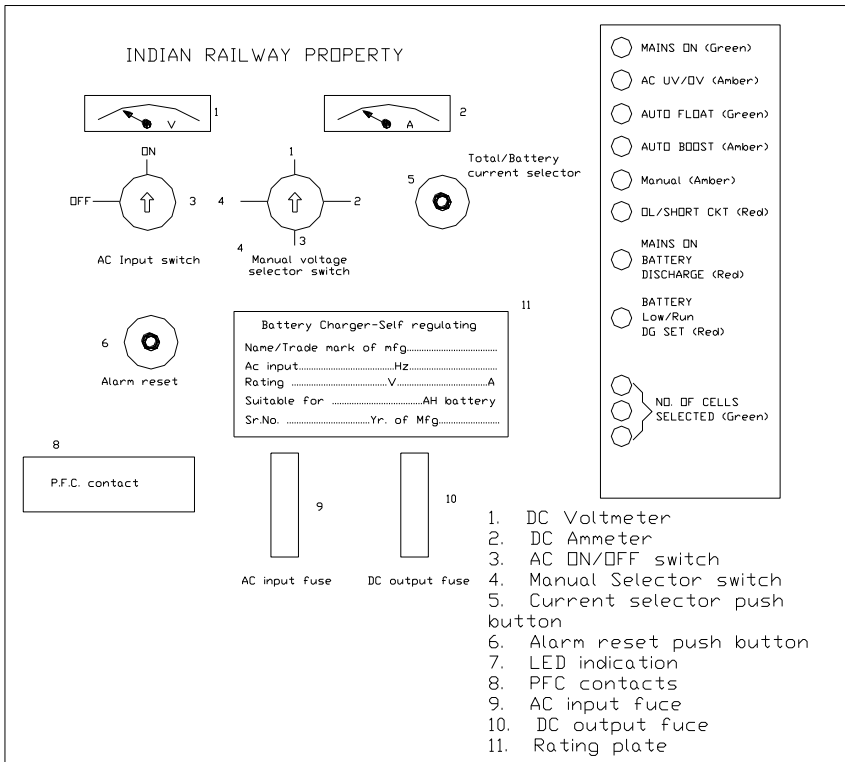 INDIAN RAILWAY PROPERTY
V
1
A
2
ON
OFF
3
AC Input switch
1
4
2
3
4
Manual voltage
selector switch
Total/Battery
current selector
5
6
Alarm reset
11
Battery Charger-Self regulating
Name/Trade mark of mfg..............................
Ac input..............................Hz..............................
Rating ..............................V..............................A
Suitable for ..............................AH battery
Sr.No. ..............................Yr. of Mfg....................
8
P.F.C. contact
9
AC input fuse
10
DC output fuse
MAINS ON (Green)
AC UV/OV (Amber)
AUTO FLOAT (Green)
AUTO BOOST (Amber)
Manual (Amber)
OL/SHORT CKT (Red)
MAINS ON
BATTERY
DISCHARGE (Red)
BATTERY
Low/Run
DG SET (Red)
NO. OF CELLS
SELECTED (Green)
1. DC Voltmeter
2. DC Ammeter
3. AC ON/OFF switch
4. Manual Selector switch
5. Current selector push
button
6. Alarm reset push button
7. LED indication
8. PFC contacts
9. AC input fuce
10. DC output fuce
11. Rating plate